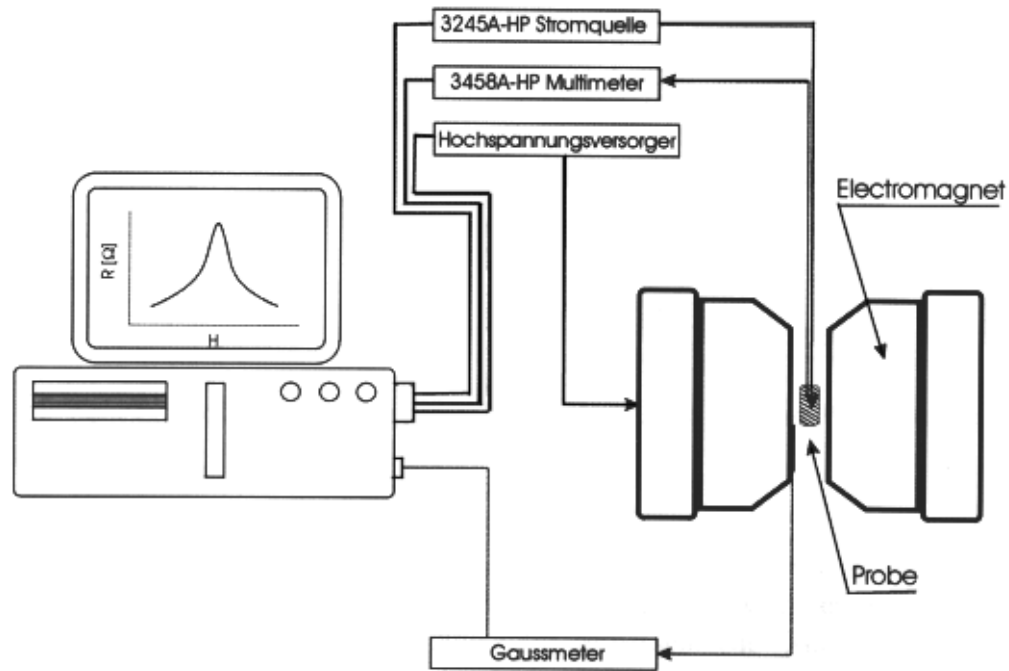 3245A-HP Stromquelle
3458A-HP Multimeter
Hochspannungsversorger
Electromagnet
R [Ω]
H
Probe
Gaussmeter